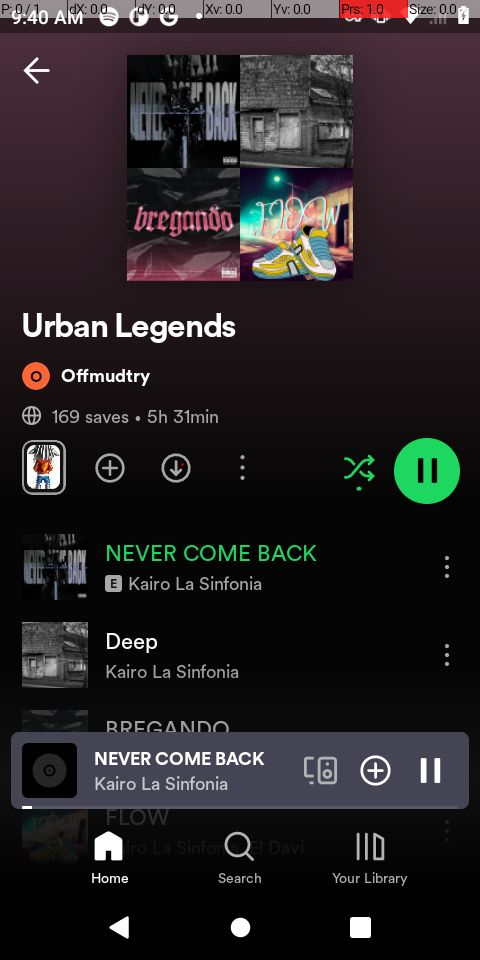 P: 0 / 1 dX: 0.0 dY: 0.0 Xv: 0.0 Yv: 0.0 Prs: 1.0 Size: 0.0
9:40 AM
NEVER COME BACK
bregando
FLOW
Urban Legends
Offmudtry
169 saves • 5h 31min
NEVER COME BACK
E Kairo La Sinfonia
Deep
Kairo La Sinfonia
BREGANDO
NEVER COME BACK
Kairo La Sinfonia
FLOW
Kairo La Sinfonia, El Davi
Home
Search
Your Library